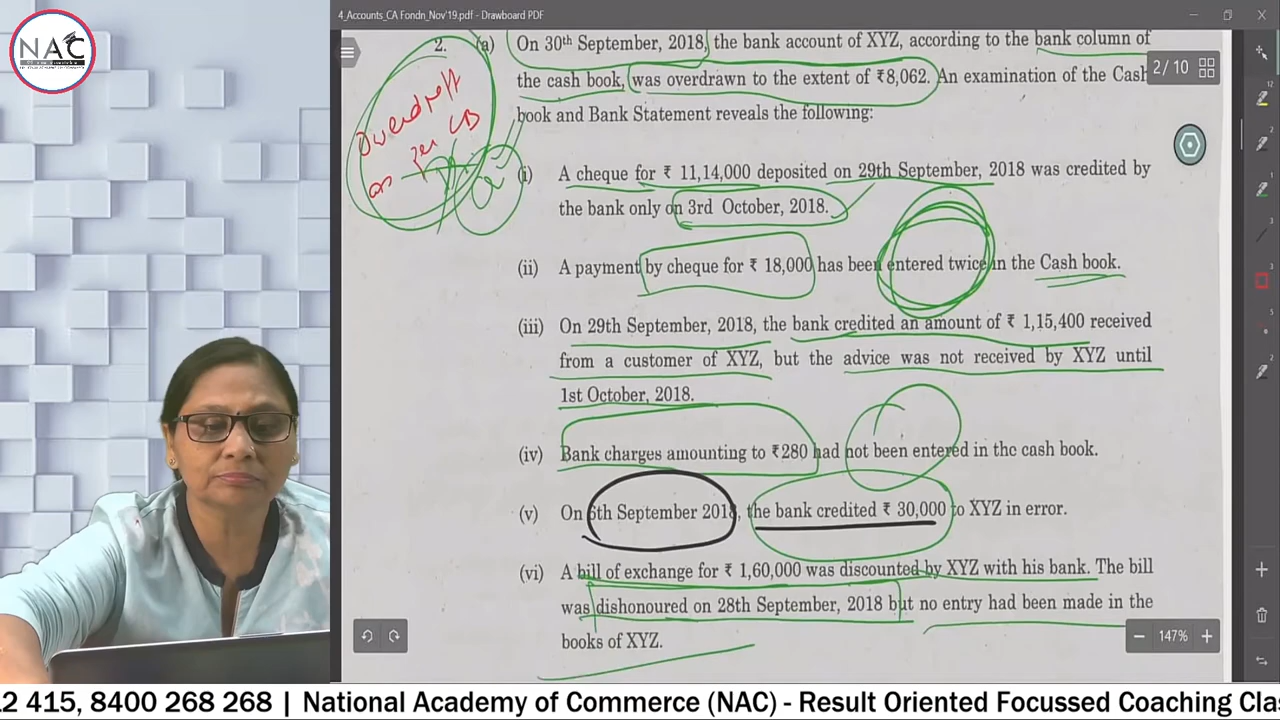 NAC
4_Accounts_CA Fondn_Nov'19.pdf - Drawboard PDF
2/10
Overdraft
as per CB
2. (a) On 30th September, 2018, the bank account of XYZ, according to the bank column of
the cash book, was overdrawn to the extent of ₹8,062. An examination of the Cash
book and Bank Statement reveals the following:
(i) A cheque for ₹ 11,14,000 deposited on 29th September, 2018 was credited by
the bank only on 3rd October, 2018.
(ii) A payment by cheque for ₹ 18,000 has been entered twice in the Cash book.
(iii) On 29th September, 2018, the bank credited an amount of ₹ 1,15,400 received
from a customer of XYZ, but the advice was not received by XYZ until
1st October, 2018.
(iv) Bank charges amounting to ₹280 had not been entered in the cash book.
(v) On 6th September 2018, the bank credited ₹ 30,000 to XYZ in error.
(vi) A bill of exchange for ₹ 1,60,000 was discounted by XYZ with his bank. The bill
was dishonoured on 28th September, 2018 but no entry had been made in the
books of XYZ.
147%
2 415, 8400 268 268 | National Academy of Commerce (NAC) - Result Oriented Focussed Coaching Cla